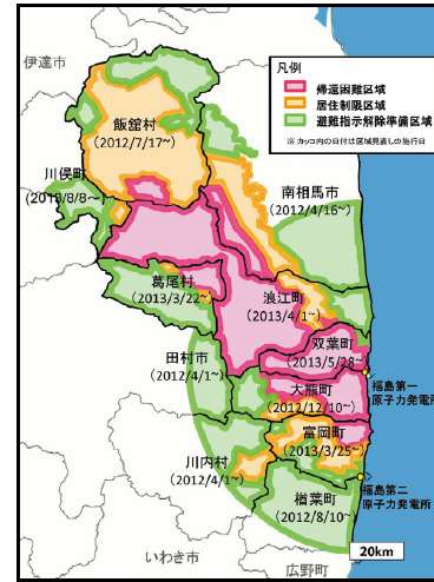 伊達市
凡例
帰還困難区域
居住制限区域
避難指示解除準備区域
※カッコ内の日付は区域見直しの施行日
飯舘村
(2012/7/17~)
川俣町
(2013/8/8~)
南相馬市
(2012/4/16~)
葛尾村
(2013/3/22~)
浪江町
(2013/4/1~)
田村市
(2012/4/1~)
双葉町
(2013/5/28~)
大熊町
(2012/12/10~)
福島第一
原子力発電所
富岡町
(2013/3/25~)
川内村
(2012/4/1~)
福島第二
原子力発電所
楢葉町
(2012/8/10~)
20km
いわき市
広野町